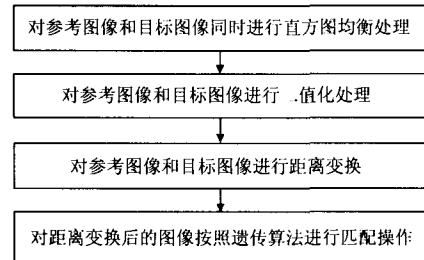 对参考图像和目标图像同时进行直方图均衡处理
对参考图像和目标图像进行二值化处理
对参考图像和目标图像进行距离变换
对距离变换后的图像按照遗传算法进行匹配操作